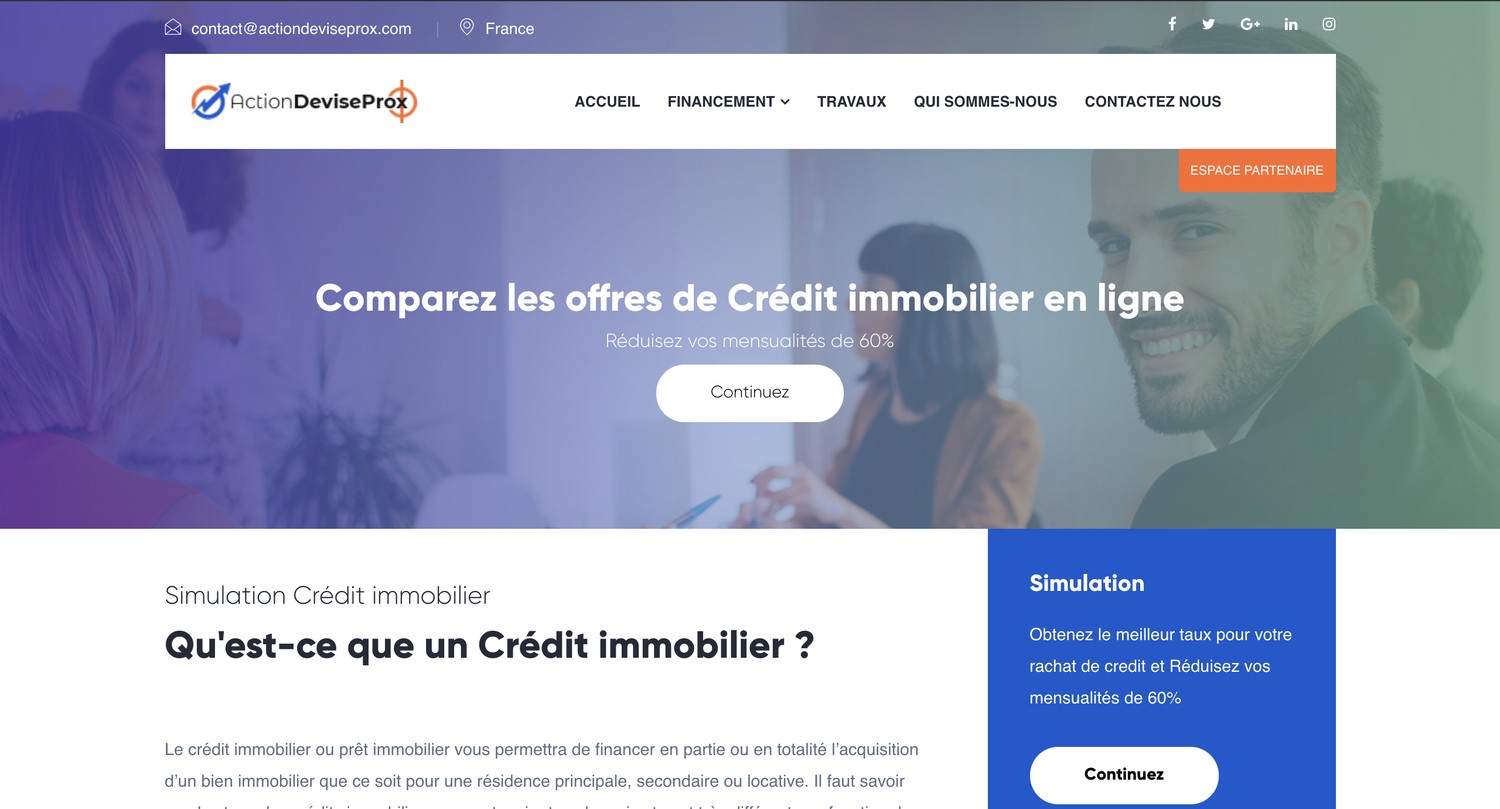 contact@actiondeviseprox.com
France
ActionDeviseProx
ACCUEIL
FINANCEMENT
TRAVAUX
QUI SOMMES-NOUS
CONTACTEZ NOUS
ESPACE PARTENAIRE
Comparez les offres de Crédit immobilier en ligne
Réduisez vos mensualités de 60%
Continuez
Simulation Crédit immobilier
Qu'est-ce que un Crédit immobilier ?
Le crédit immobilier ou prêt immobilier vous permettra de financer en partie ou en totalité l’acquisition
d’un bien immobilier que ce soit pour une résidence principale, secondaire ou locative. Il faut savoir
Simulation
Obtenez le meilleur taux pour votre
rachat de credit et Réduisez vos
mensualités de 60%
Continuez